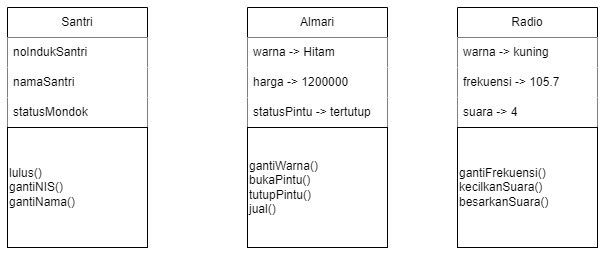 Santri
noIndukSantri
namaSantri
statusMondok
lulus()
gantiNIS()
gantiNama()
Almari
warna -> Hitam
harga -> 1200000
statusPintu -> tertutup
gantiWarna()
bukaPintu()
tutupPintu()
jual()
Radio
warna -> kuning
frekuensi -> 105.7
suara -> 4
gantiFrekuensi()
kecilkanSuara()
besarkanSuara()